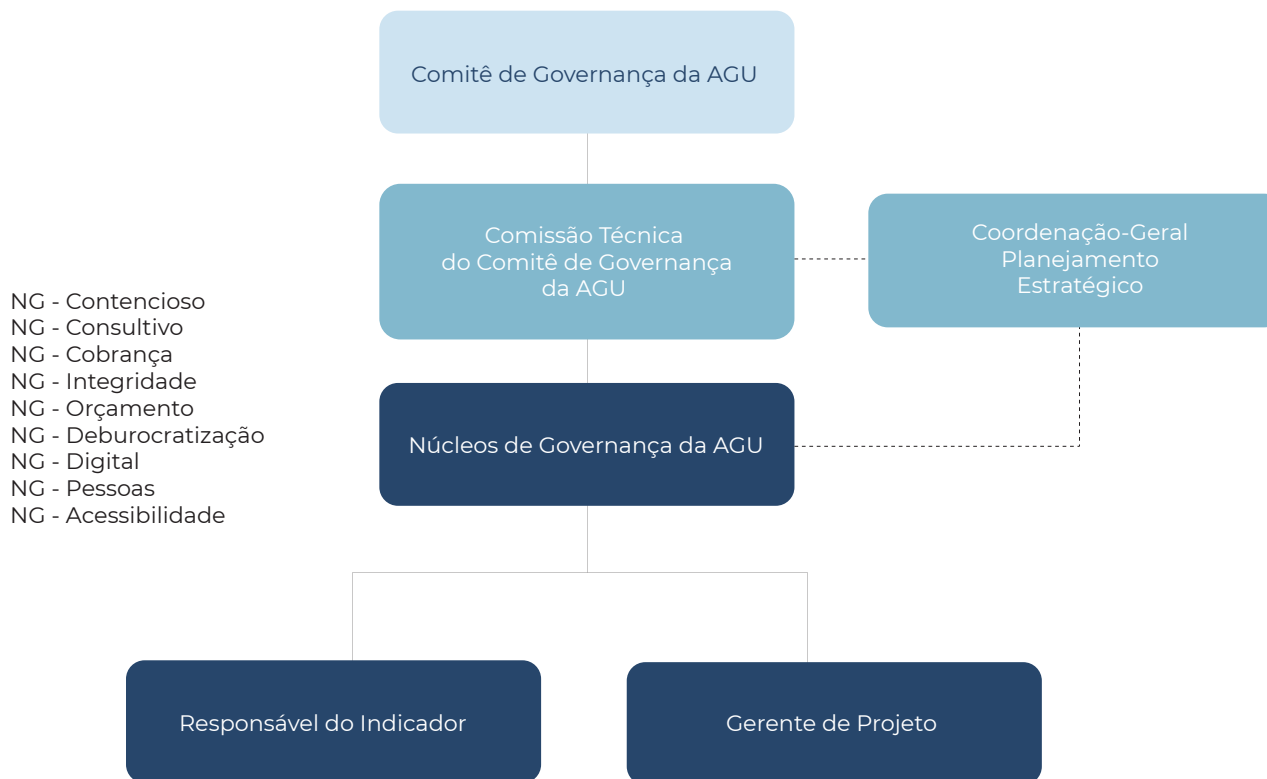 Comitê de Governança da AGU
Comissão Técnica
do Comitê de Governança
da AGU
Coordenação-Geral
Planejamento
Estratégico
NG - Contencioso
NG - Consultivo
NG - Cobrança
NG - Integridade
NG - Orçamento
NG - Deburocratização
NG - Digital
NG - Pessoas
NG - Acessibilidade
Núcleos de Governança da AGU
Responsável do Indicador
Gerente de Projeto